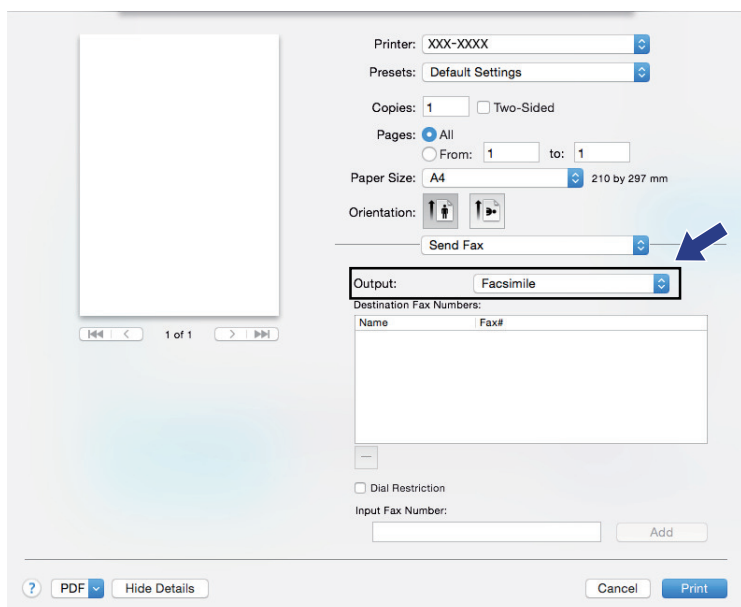 Printer: XXX-XXXX
Presets: Default Settings
Copies: 1 Two-Sided
Pages: All
From: 1 to: 1
Paper Size: A4 210 by 297 mm
Orientation:
Send Fax
Output: Facsimile
Destination Fax Numbers:
Name Fax#
1 of 1
Dial Restriction
Input Fax Number:
Add
? PDF Hide Details Cancel Print